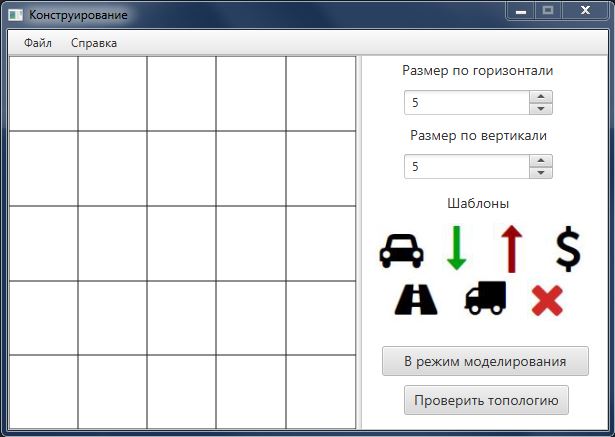 Конструирование
Файл Справка
Размер по горизонтали
5
Размер по вертикали
5
Шаблоны
$
В режим моделирования
Проверить топологию